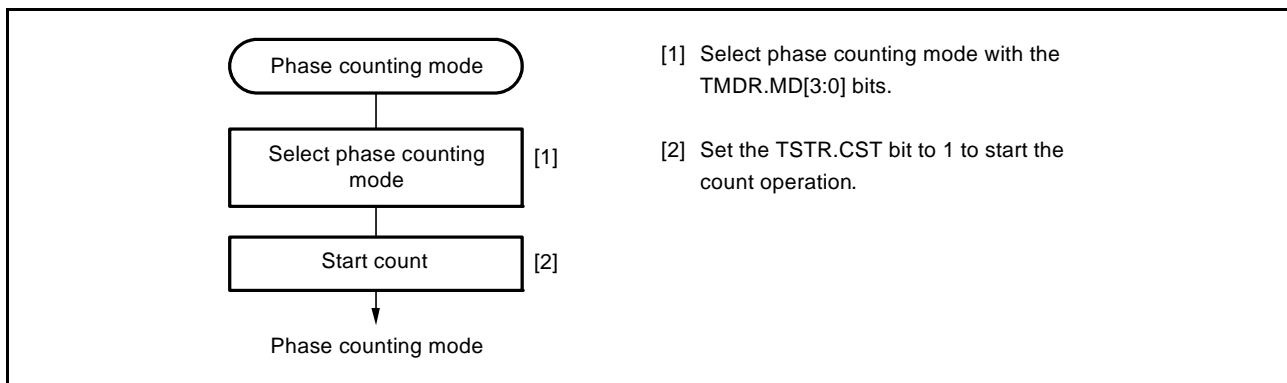 Phase counting mode
Select phase counting
mode
[1]
Start count
[2]
Phase counting mode
[1] Select phase counting mode with the
TMDR.MD[3:0] bits.
[2] Set the TSTR.CST bit to 1 to start the
count operation.